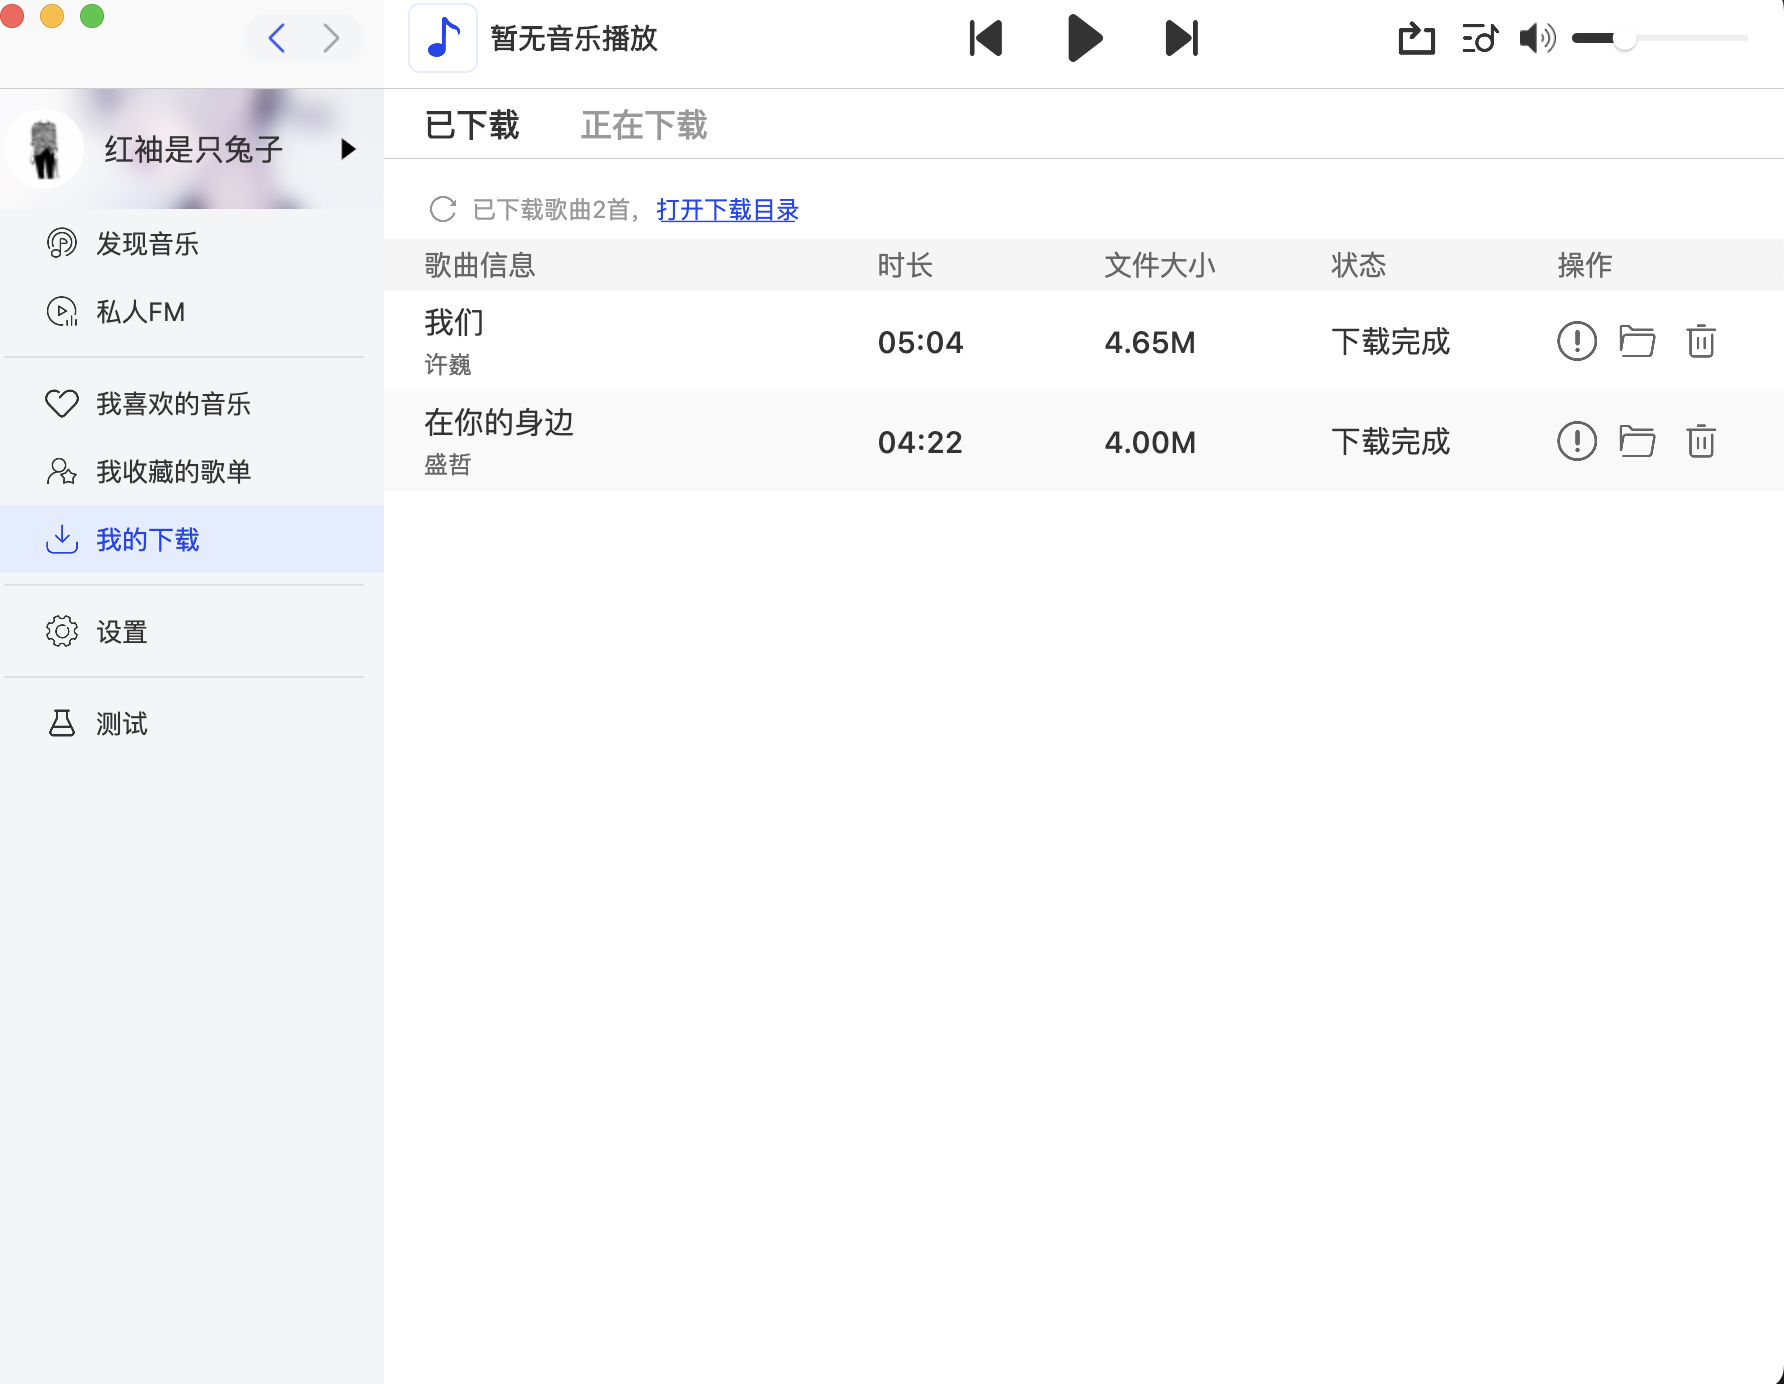 暂无音乐播放
红袖是只兔子
发现音乐
私人FM
我喜欢的音乐
我收藏的歌单
我的下载
设置
测试
已下载 正在下载
已下载歌曲2首，打开下载目录
歌曲信息 时长 文件大小 状态 操作
我们
许巍
05:04 4.65M 下载完成
在你的身边
盛哲
04:22 4.00M 下载完成